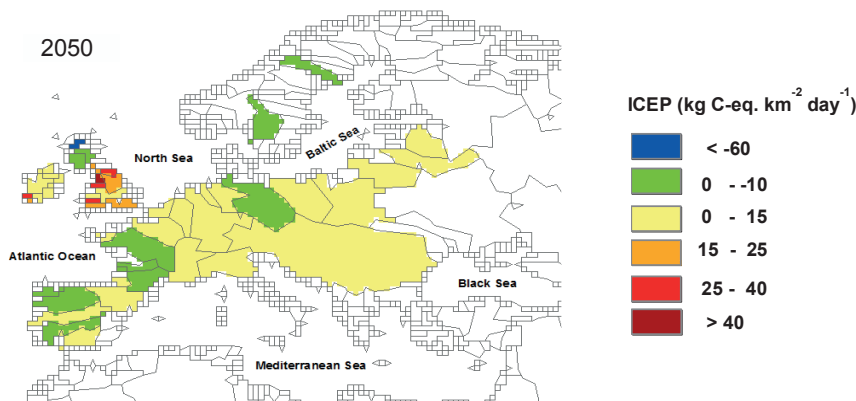 2050
North Sea
Baltic Sea
Atlantic Ocean
Black Sea
Mediterranean Sea
ICEP (kg C-eq. km⁻² day⁻¹)
< -60
0 - -10
0 - 15
15 - 25
25 - 40
> 40